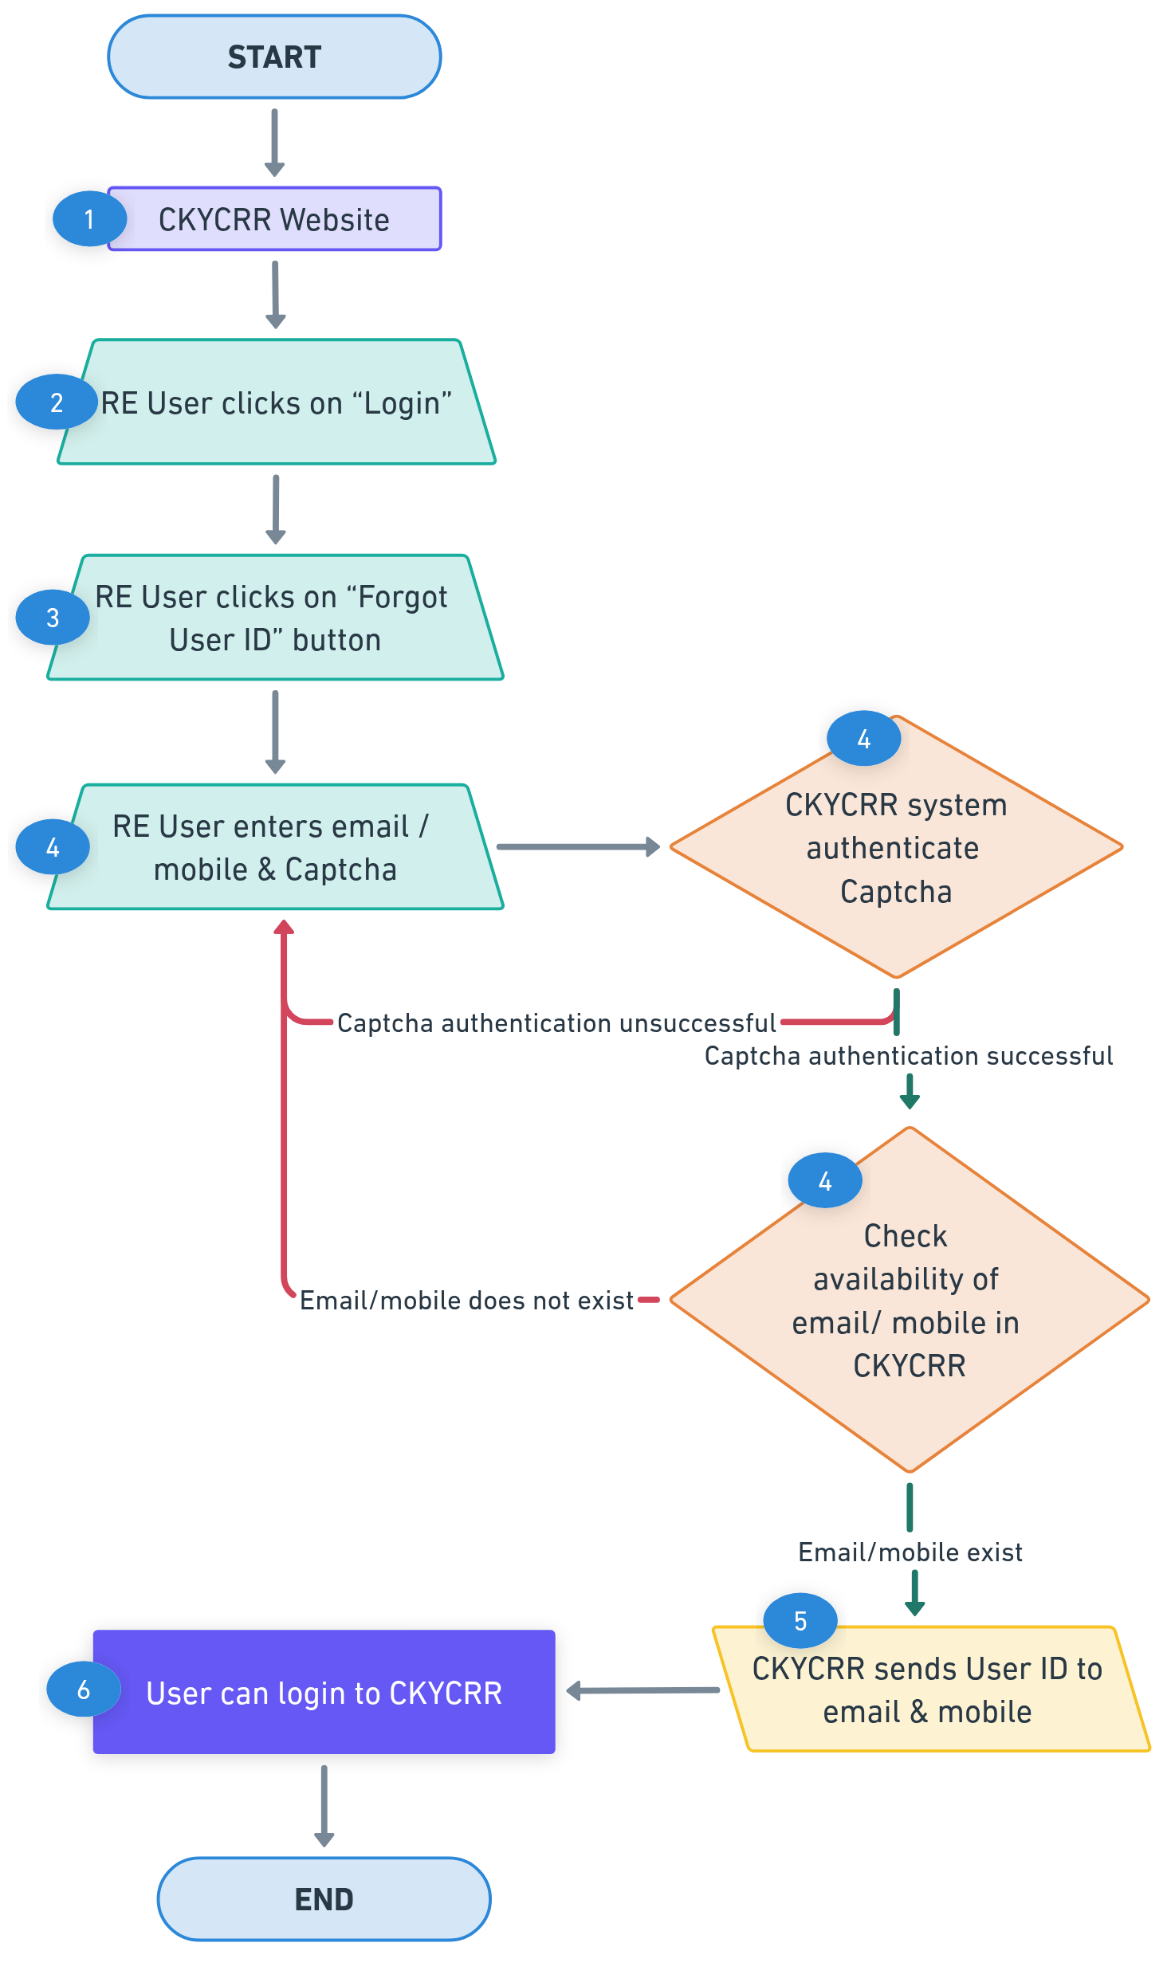 START
1
CKYCRR Website
2
RE User clicks on “Login”
3
RE User clicks on “Forgot
User ID” button
4
RE User enters email /
mobile & Captcha
4
CKYCRR system
authenticate
Captcha
Captcha authentication unsuccessful
Captcha authentication successful
4
Check
availability of
email/ mobile in
CKYCRR
Email/mobile does not exist
Email/mobile exist
5
CKYCRR sends User ID to
email & mobile
6
User can login to CKYCRR
END